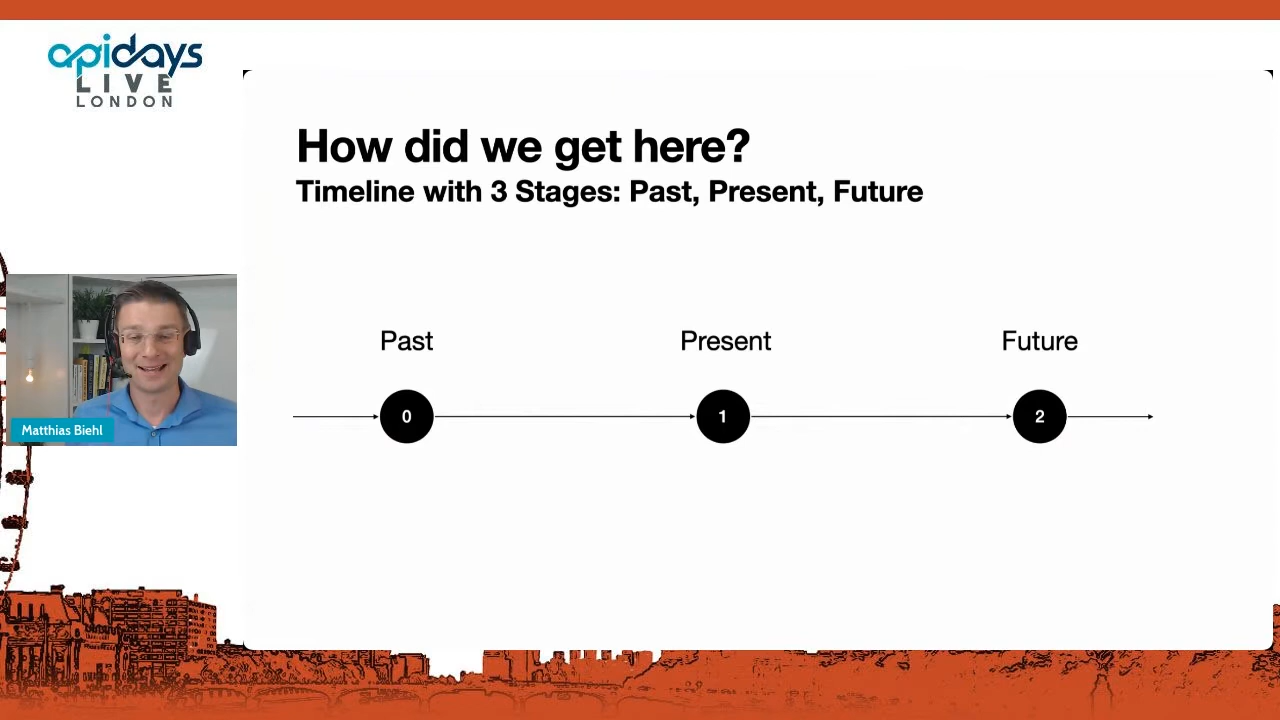 apidays
LIVE
LONDON
How did we get here?
Timeline with 3 Stages: Past, Present, Future
Past
Present
Future
0
1
2
Matthias Biehl